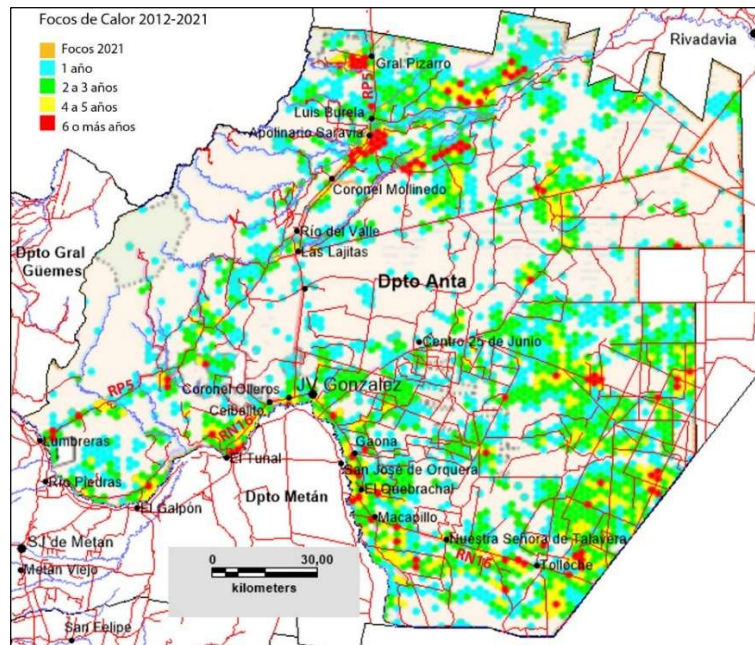 Focos de Calor 2012-2021
Focos 2021
1 año
2 a 3 años
4 a 5 años
6 o más años
Rivadavia
Gral Pizarro
RP5
Luis Burela
Apolinario Saravia
Coronel Mollinedo
Río del Valle
Las Lajitas
Dpto Gral
Güemes
Dpto Anta
Centro 25 de Junio
RP5
Coronel Olleros
JV Gonzalez
Ceibalito
RN16
Lumbreras
El Tunal
Gaona
San José de Orquera
Río Piedras
Dpto Metán
El Quebrachal
El Galpón
Macapillo
SJ de Metan
Nuestra Señora de Talavera
RN16
Metán Viejo
Tolloche
0
30,00
kilometers
San Felipe